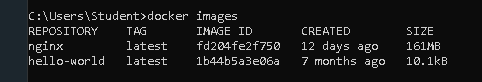 C:\Users\Student>docker images
REPOSITORY TAG IMAGE ID CREATED SIZE
nginx latest fd204fe2f750 12 days ago 161MB
hello-world latest 1b44b5a3e06a 7 months ago 10.1kB